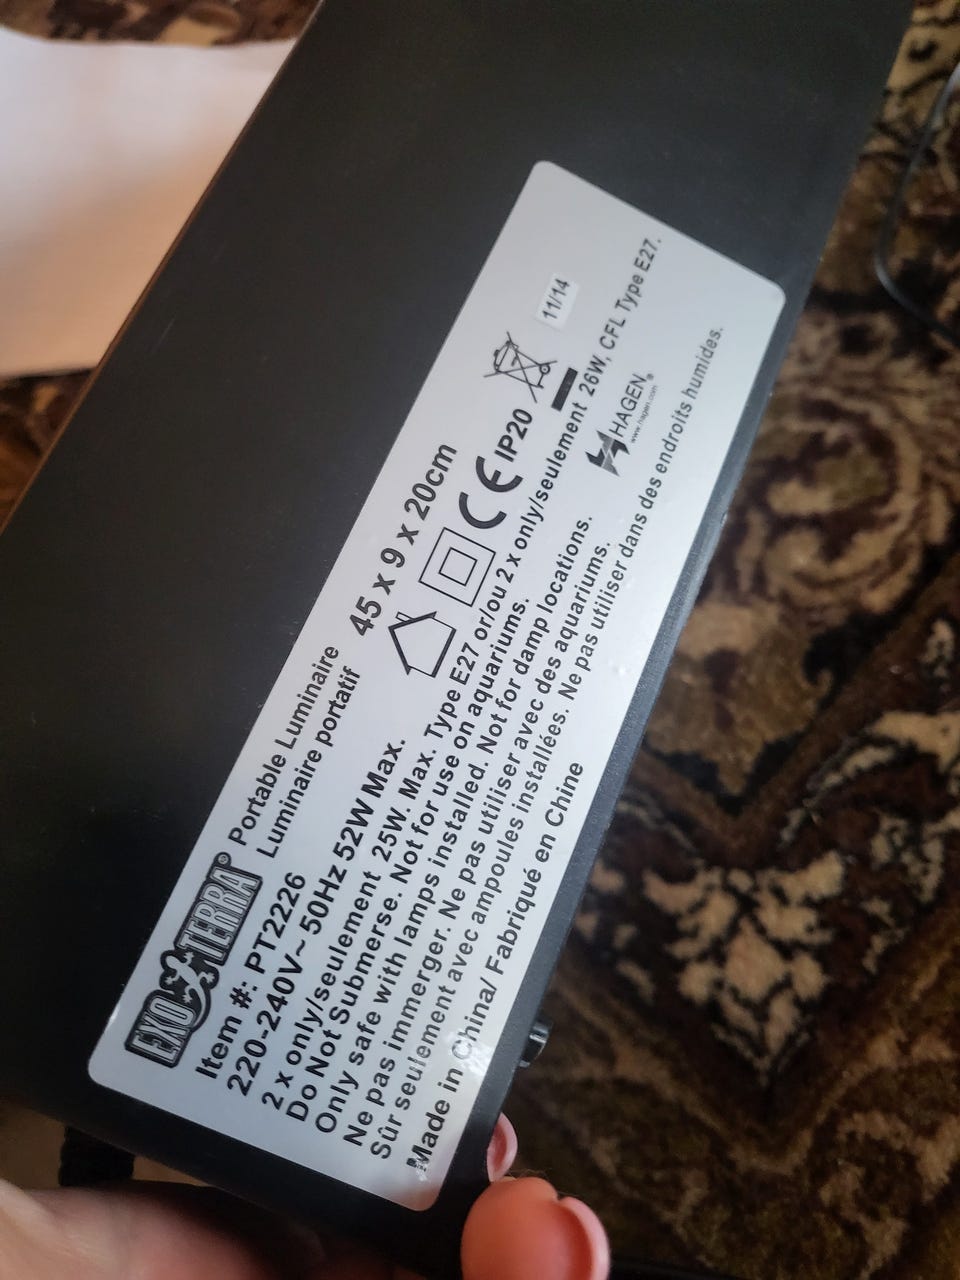 EXO TERRA®
Portable Luminaire
Luminaire portatif
45 x 9 x 20cm
11/14
Item #: PT2226
220-240V~ 50Hz 52W Max.
CE IP20
2 x only/seulement 25W. Max. Type E27 or/ou 2 x only/seulement 26W, CFL Type E27.
Do Not Submerse. Not for use on aquariums.
Only safe with lamps installed. Not for damp locations.
Ne pas immerger. Ne pas utiliser avec des aquariums.
Sûr seulement avec ampoules installées. Ne pas utiliser dans des endroits humides.
Made in China/ Fabriqué en Chine
HAGEN®
www.hagen.com